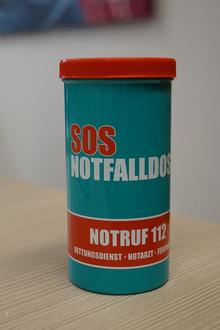 SOS
NOTFALLDOS
NOTRUF 112
RETTUNGSDIENST · NOTARZT ·